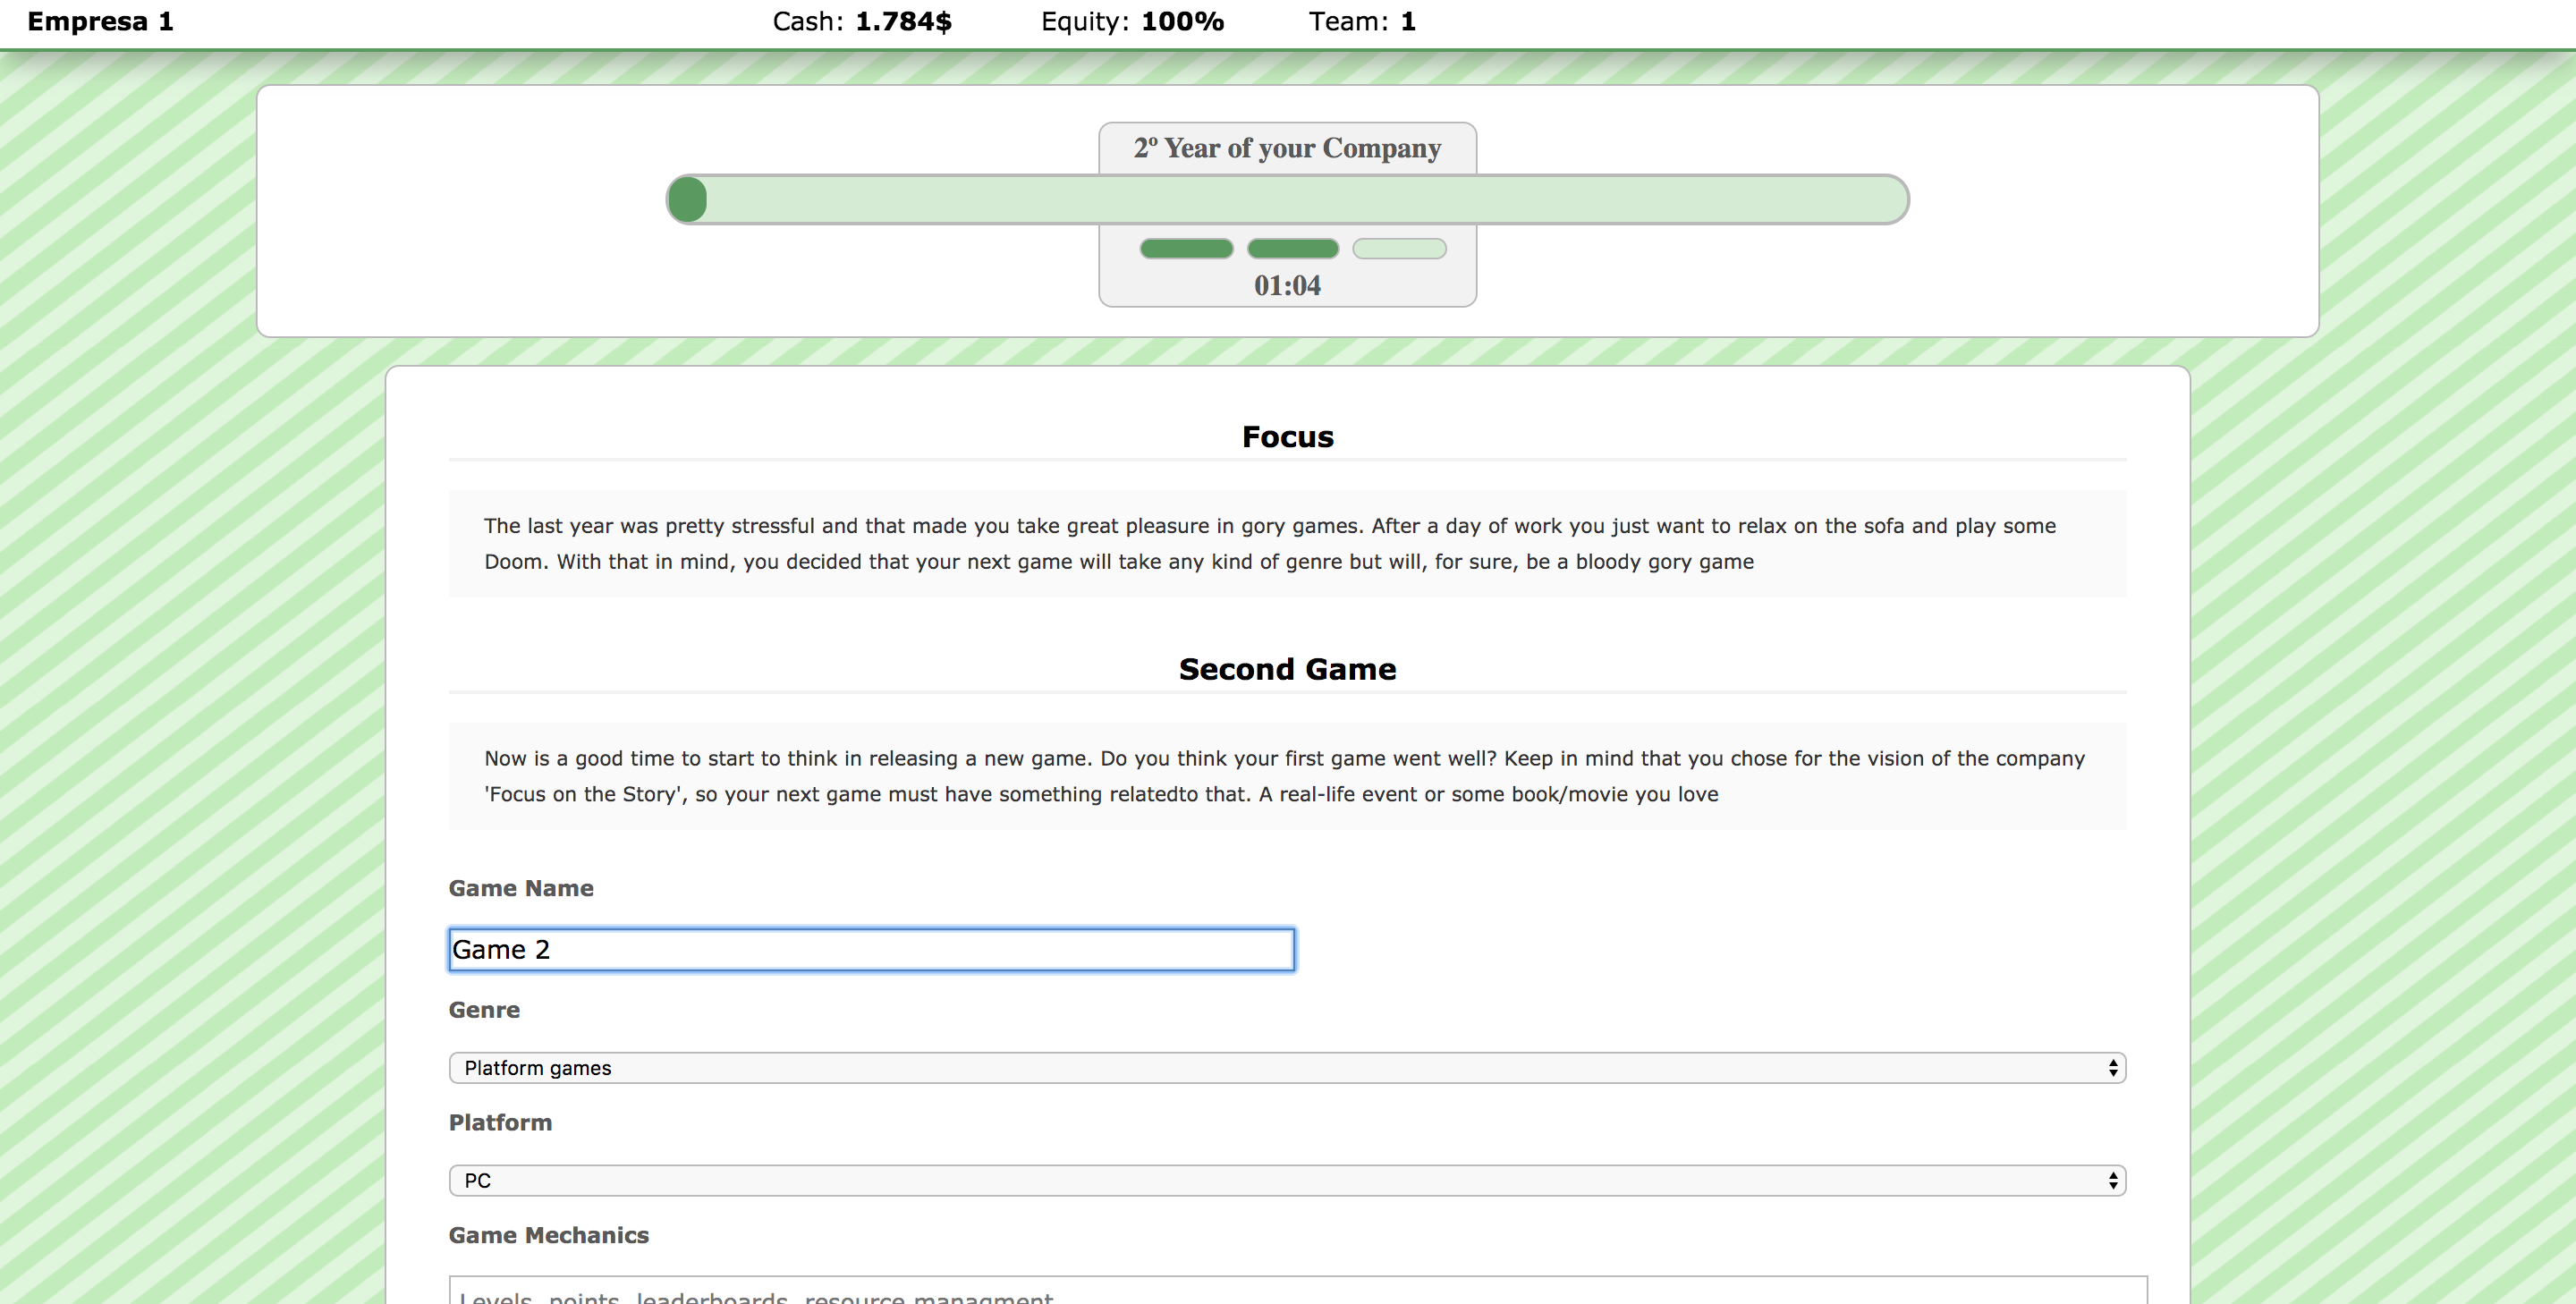 Empresa 1 Cash: 1.784$ Equity: 100% Team: 1
2º Year of your Company
01:04
Focus
The last year was pretty stressful and that made you take great pleasure in gory games. After a day of work you just want to relax on the sofa and play some
Doom. With that in mind, you decided that your next game will take any kind of genre but will, for sure, be a bloody gory game
Second Game
Now is a good time to start to think in releasing a new game. Do you think your first game went well? Keep in mind that you chose for the vision of the company
'Focus on the Story', so your next game must have something relatedto that. A real-life event or some book/movie you love
Game Name
Game 2
Genre
Platform games
Platform
PC
Game Mechanics
Levels, points, leaderboards, resource managment